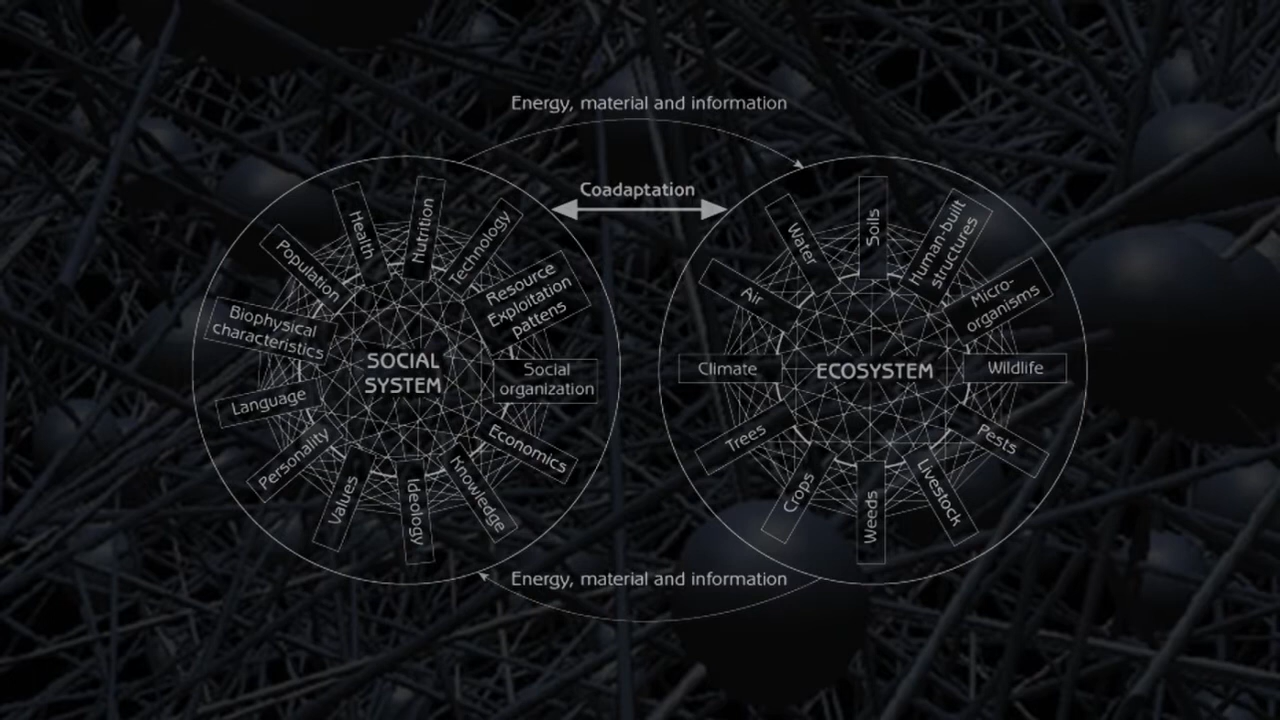 Energy, material and information
Coadaptation
SOCIAL
SYSTEM
Health
Nutrition
Technology
Resource
Exploitation
pattens
Social
organization
Economics
Knowledge
Ideology
Values
Personality
Language
Biophysical
characteristics
Population
ECOSYSTEM
Water
Soils
Human-built
structures
Micro-
organisms
Wildlife
Pests
Livestock
Weeds
Crops
Trees
Climate
Air
Energy, material and information